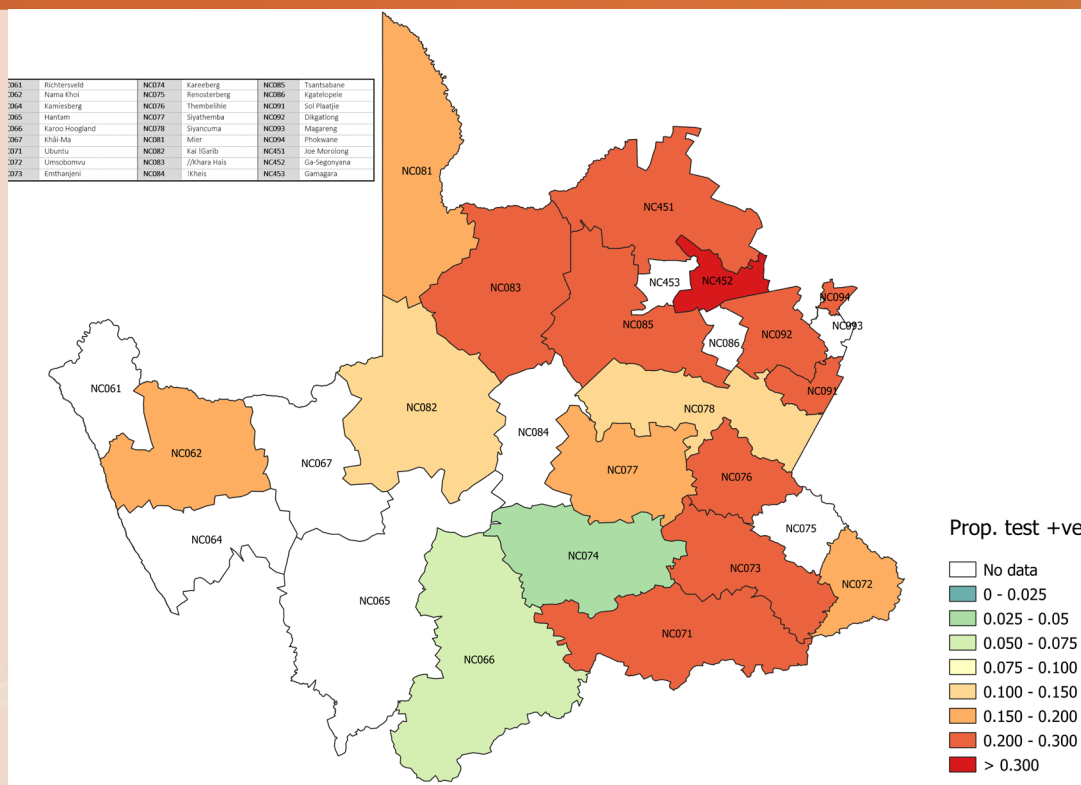 C061 Richtersveld NC074 Kareeberg NC085 Tsantsabane
C062 Nama Khoi NC075 Renosterberg NC086 Kgatelopele
C064 Kamiesberg NC076 Thembelihle NC091 Sol Plaatjie
C065 Hantam NC077 Siyathemba NC092 Dikgatlong
C066 Karoo Hoogland NC078 Siyancuma NC093 Magareng
C067 Khâi-Ma NC081 Mier NC094 Phokwane
C071 Ubuntu NC082 Kai !Garib NC451 Joe Morolong
C072 Umsobomvu NC083 //Khara Hais NC452 Ga-Segonyana
C073 Emthanjeni NC084 !Kheis NC453 Gamagara
NC081
NC451
NC453
NC452
NC083
NC094
NC085
NC093
NC092
NC086
NC061
NC091
NC082
NC078
NC084
NC062
NC067
NC077
NC076
NC075
NC064
NC074
NC073
NC072
NC065
NC071
NC066
Prop. test +ve
No data
0 - 0.025
0.025 - 0.05
0.050 - 0.075
0.075 - 0.100
0.100 - 0.150
0.150 - 0.200
0.200 - 0.300
> 0.300